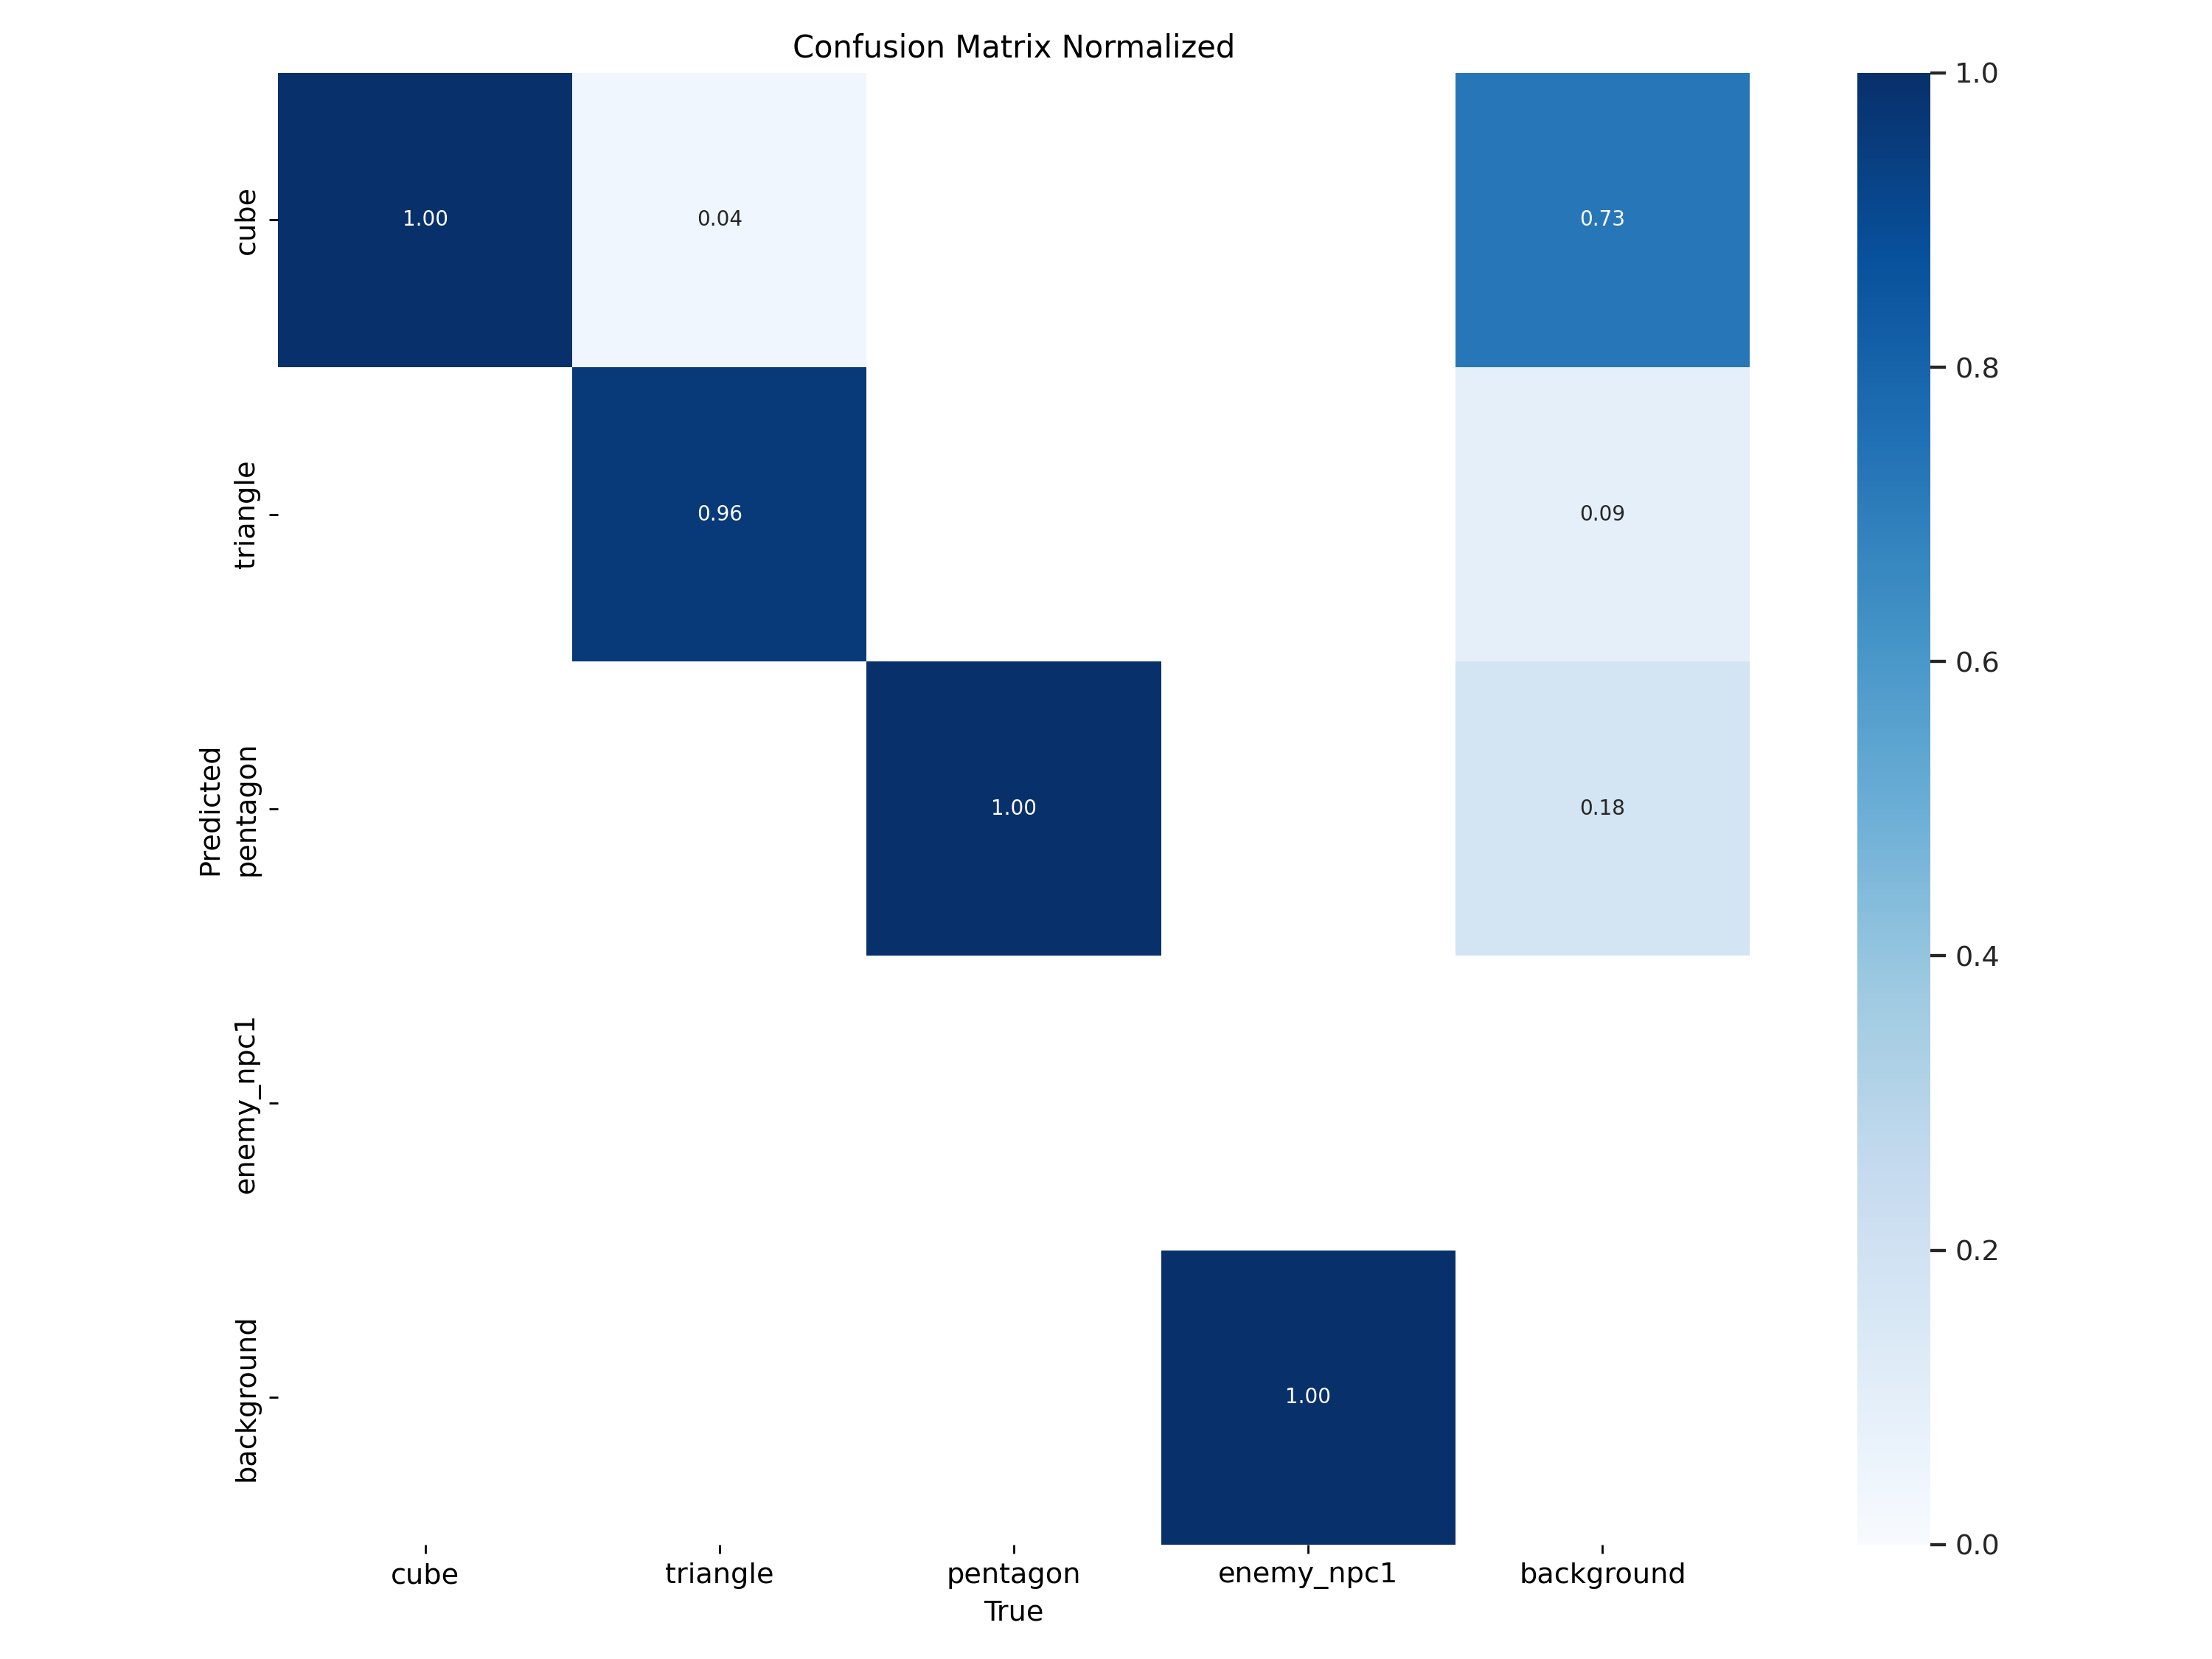 Confusion Matrix Normalized
cube
triangle
pentagon
enemy_npc1
background
Predicted
1.00
0.04
0.73
0.96
0.09
1.00
0.18
1.00
cube
triangle
pentagon
enemy_npc1
background
True
1.0
0.8
0.6
0.4
0.2
0.0